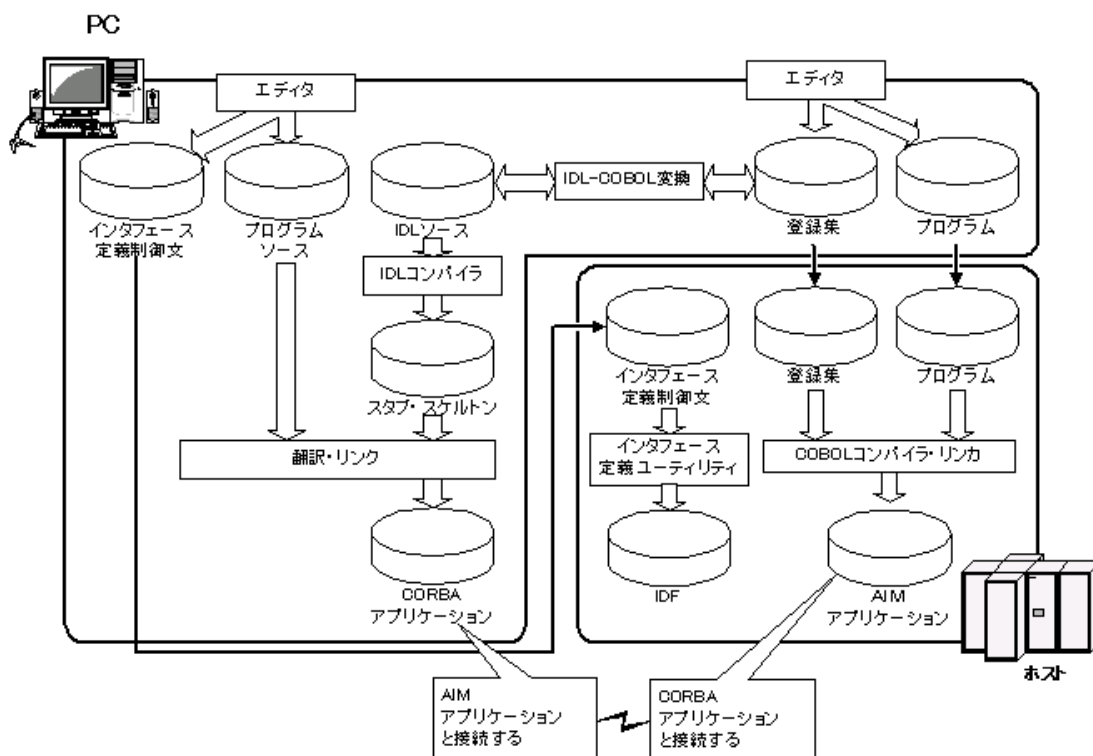 PC
エディタ
エディタ
IDL-COBOL変換
インタフェース
定義制御文
プログラム
ソース
IDLソース
登録集
プログラム
IDLコンパイラ
スタブ・スケルトン
インタフェース
定義制御文
登録集
プログラム
翻訳・リンク
インタフェース
定義ユーティリティ
COBOLコンパイラ・リンカ
CORBA
アプリケーション
IDF
AIM
アプリケーション
ホスト
AIM
アプリケーション
と接続する
CORBA
アプリケーション
と接続する